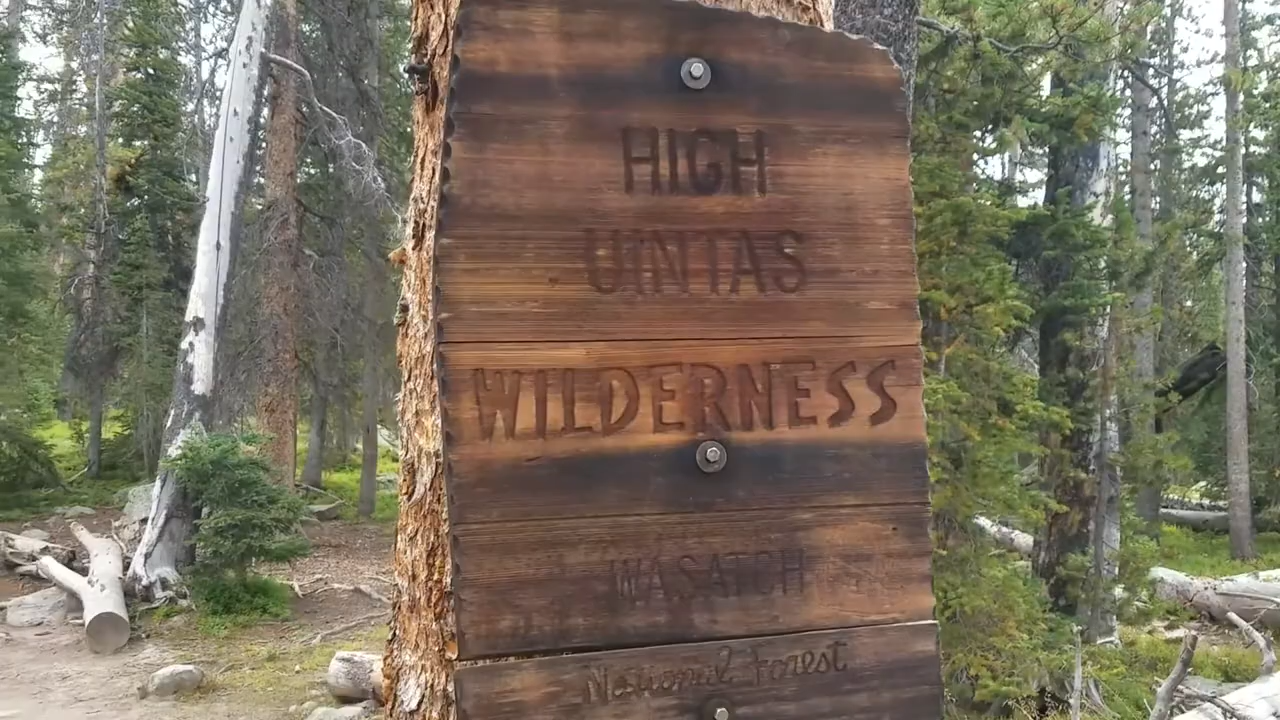 HIGH
UINTAS
WILDERNESS
WASATCH
National Forest